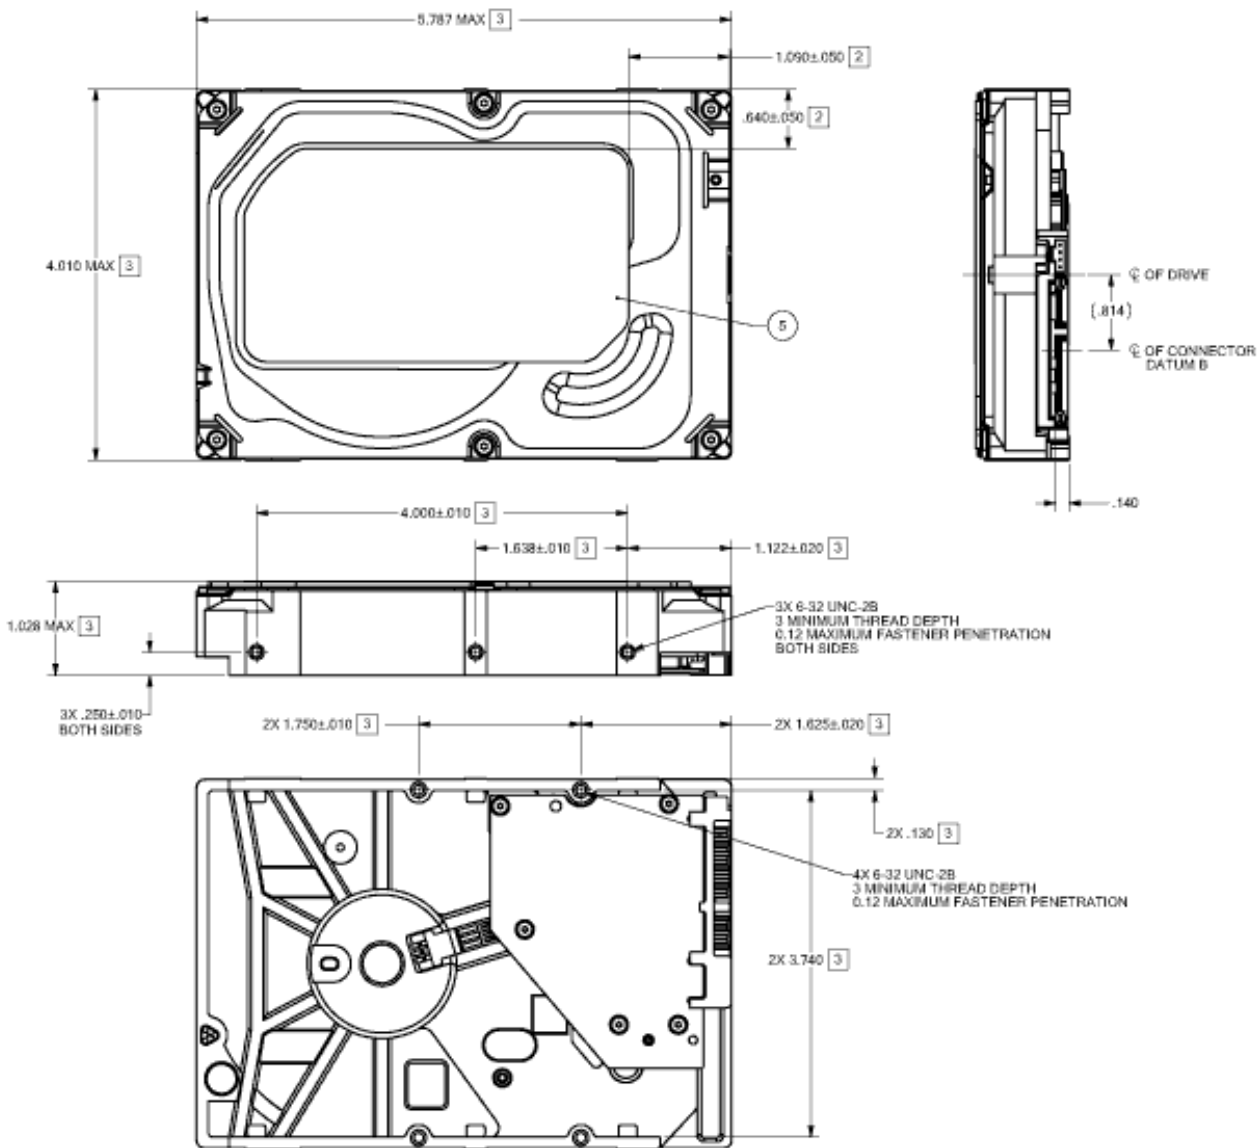 5.787 MAX 3
1.090±.050 2
.640±.050 2
4.010 MAX 3
℄ OF DRIVE
(.814)
5
℄ OF CONNECTOR
DATUM B
.140
4.000±.010 3
1.638±.010 3
1.122±.020 3
1.028 MAX 3
3X 6-32 UNC-2B
3 MINIMUM THREAD DEPTH
0.12 MAXIMUM FASTENER PENETRATION
BOTH SIDES
3X .250±.010
BOTH SIDES
2X 1.750±.010 3
2X 1.625±.020 3
2X .130 3
4X 6-32 UNC-2B
3 MINIMUM THREAD DEPTH
0.12 MAXIMUM FASTENER PENETRATION
2X 3.740 3